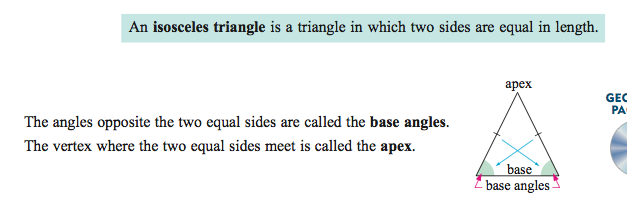 An isosceles triangle is a triangle in which two sides are equal in length.
apex
The angles opposite the two equal sides are called the base angles.
The vertex where the two equal sides meet is called the apex.
base
base angles